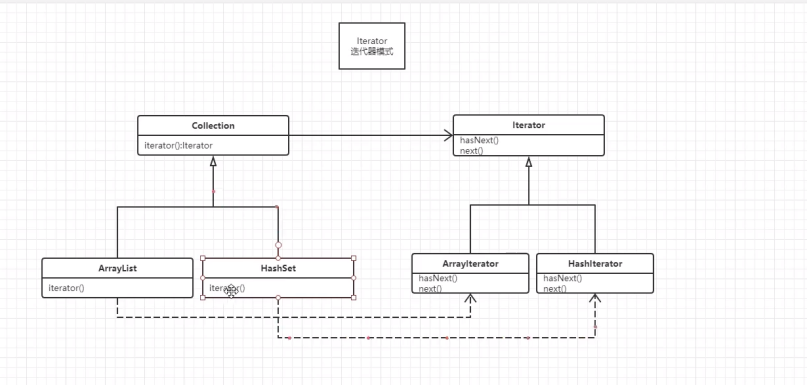 Iterator
迭代器模式
Collection
iterator():Iterator
Iterator
hasNext()
next()
ArrayList
iterator()
HashSet
iterator()
ArrayIterator
hasNext()
next()
HashIterator
hasNext()
next()